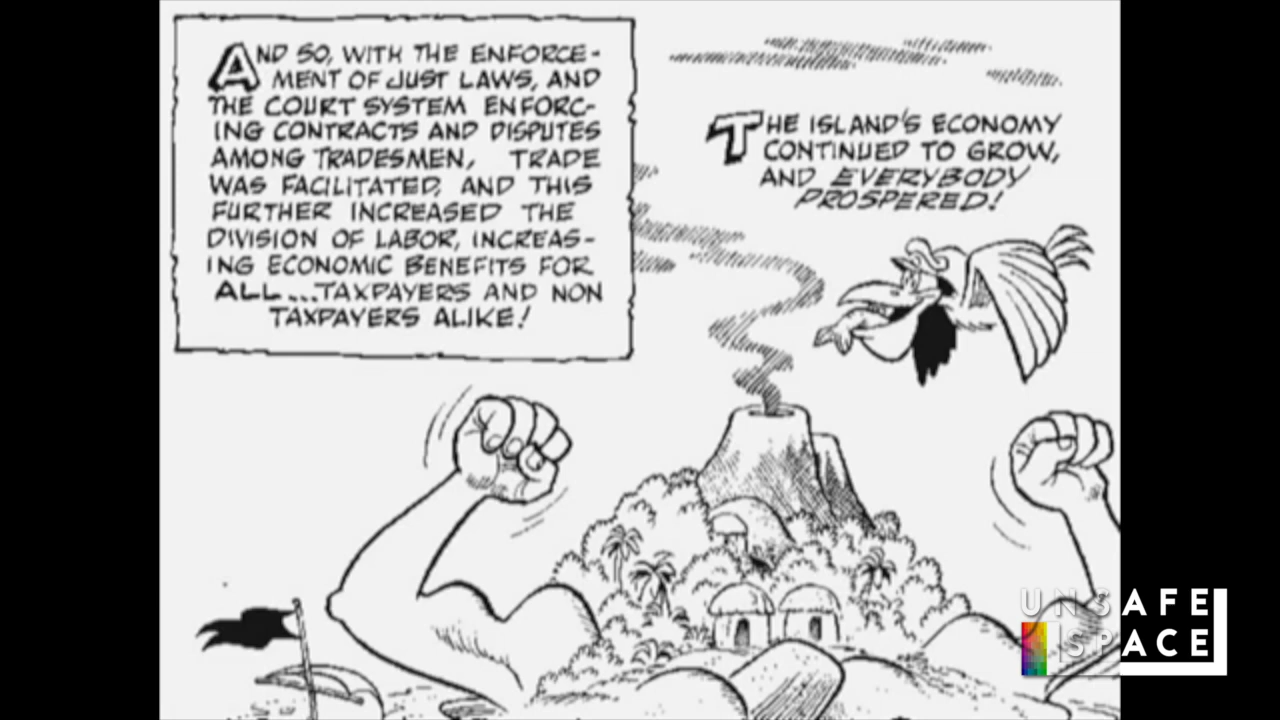 AND SO, WITH THE ENFORCE-
MENT OF JUST LAWS, AND
THE COURT SYSTEM ENFORC-
ING CONTRACTS AND DISPUTES
AMONG TRADESMEN, TRADE
WAS FACILITATED, AND THIS
FURTHER INCREASED THE
DIVISION OF LABOR, INCREAS-
ING ECONOMIC BENEFITS FOR
ALL...TAXPAYERS AND NON
TAXPAYERS ALIKE!
THE ISLAND'S ECONOMY
CONTINUED TO GROW,
AND EVERYBODY
PROSPERED!
UNSAFE
SPACE